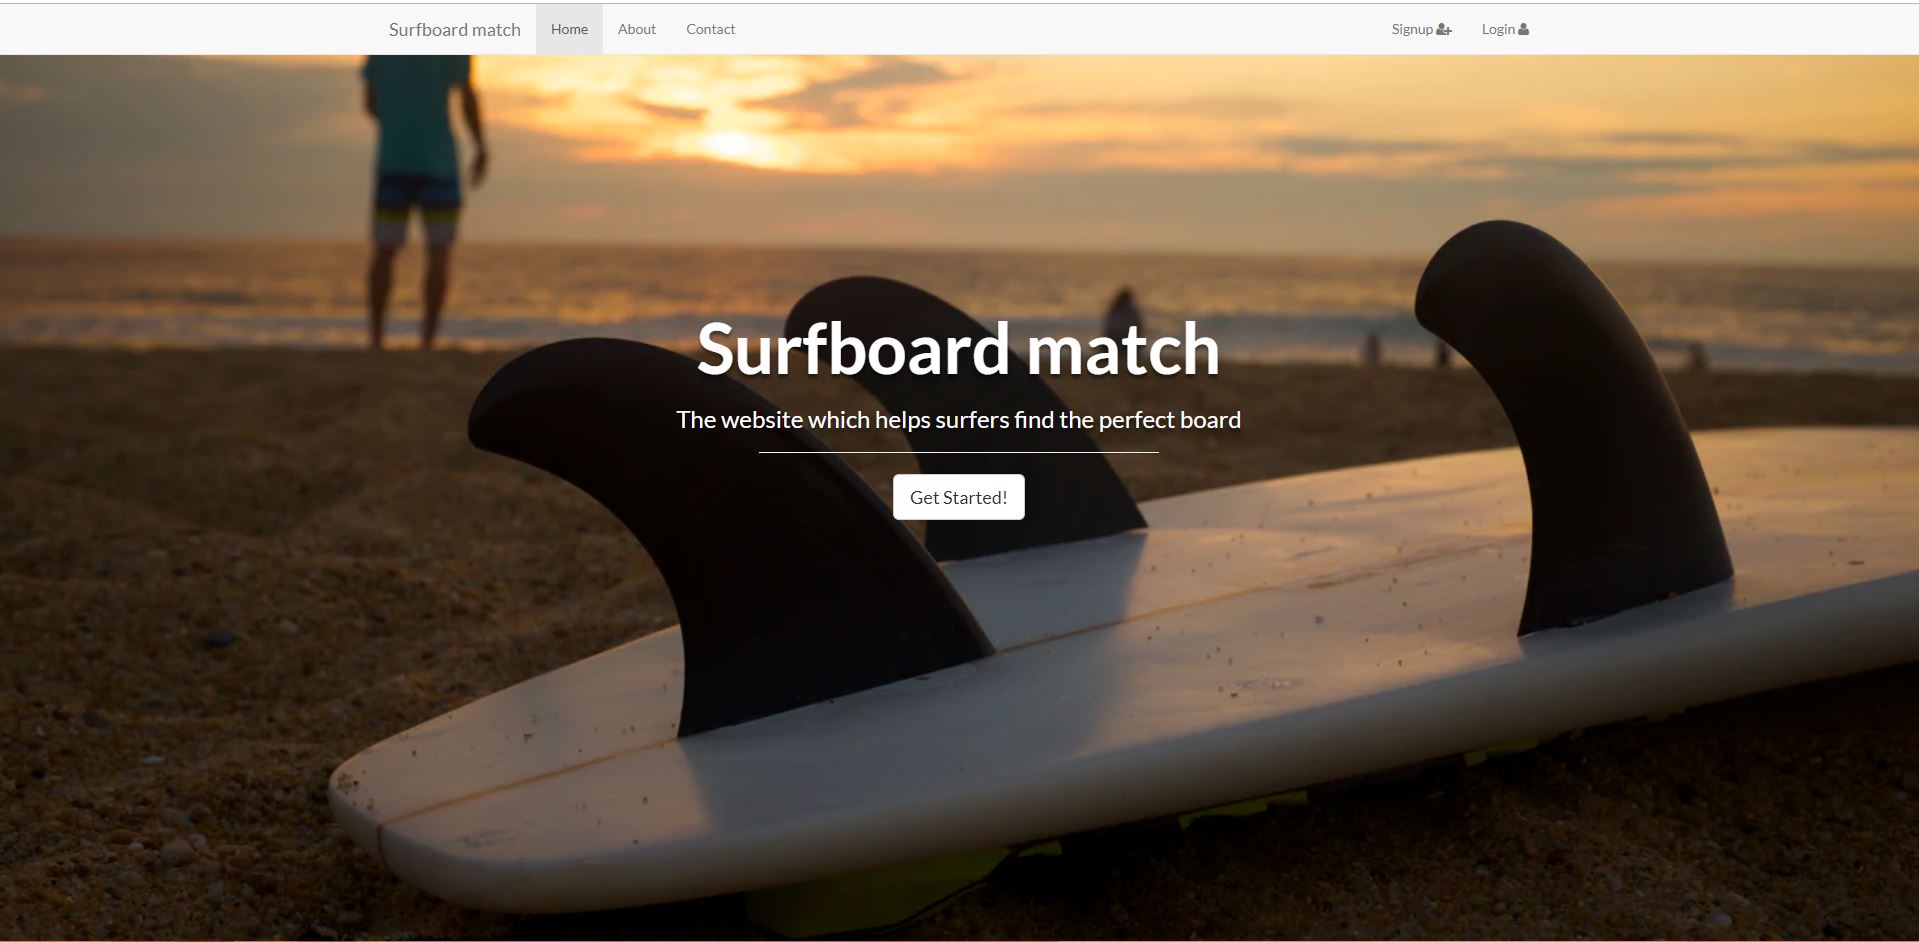 Surfboard match Home About Contact Signup Login
Surfboard match
The website which helps surfers find the perfect board
Get Started!